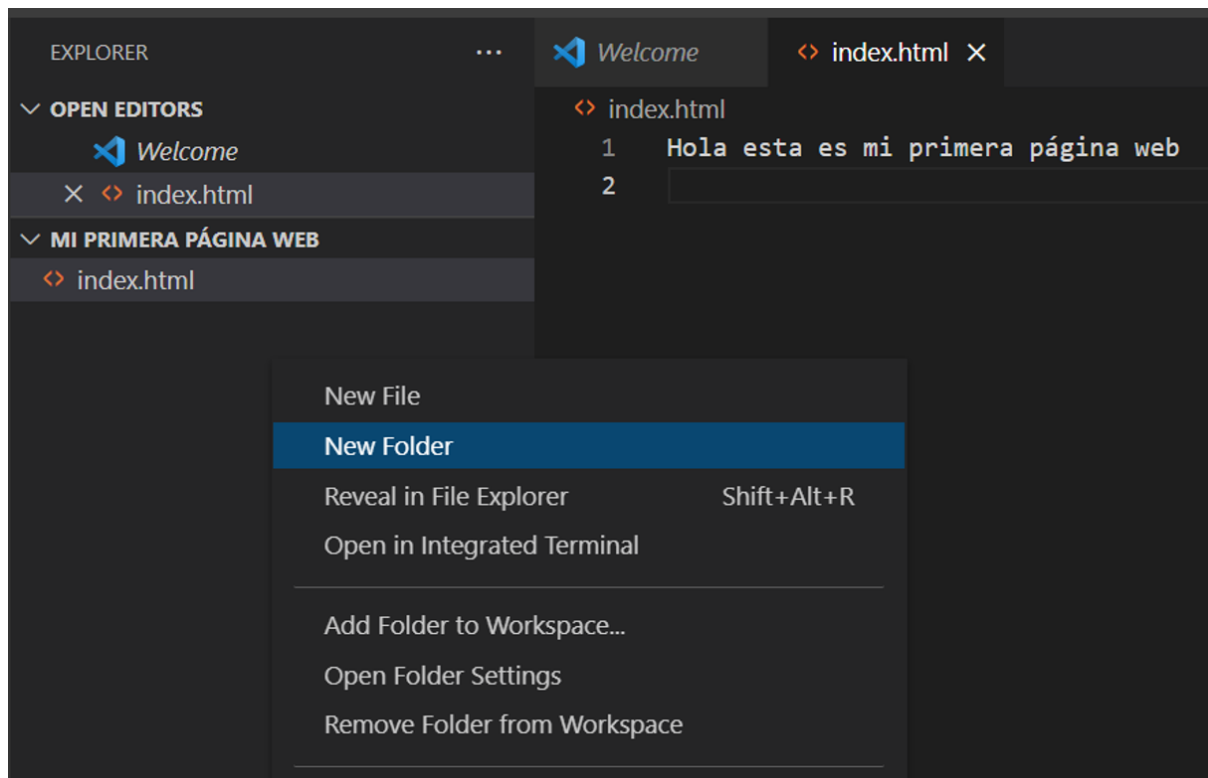 EXPLORER
···
OPEN EDITORS
Welcome
index.html
MI PRIMERA PÁGINA WEB
index.html
Welcome
index.html
index.html
1 Hola esta es mi primera página web
2
New File
New Folder
Reveal in File Explorer Shift+Alt+R
Open in Integrated Terminal
Add Folder to Workspace...
Open Folder Settings
Remove Folder from Workspace